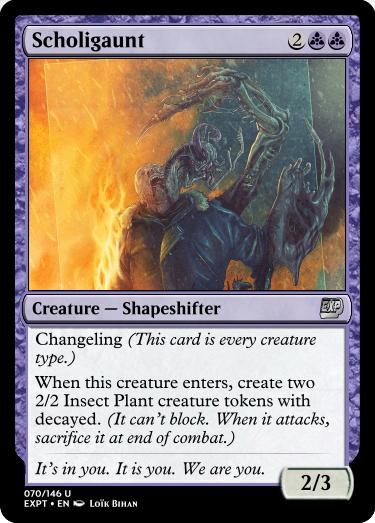 Scholigaunt 2
Creature — Shapeshifter EXP
Changeling (This card is every creature
type.)
When this creature enters, create two
2/2 Insect Plant creature tokens with
decayed. (It can't block. When it attacks,
sacrifice it at end of combat.)
It's in you. It is you. We are you.
2/3
070/146 U
EXPT • EN Loïk Bihan